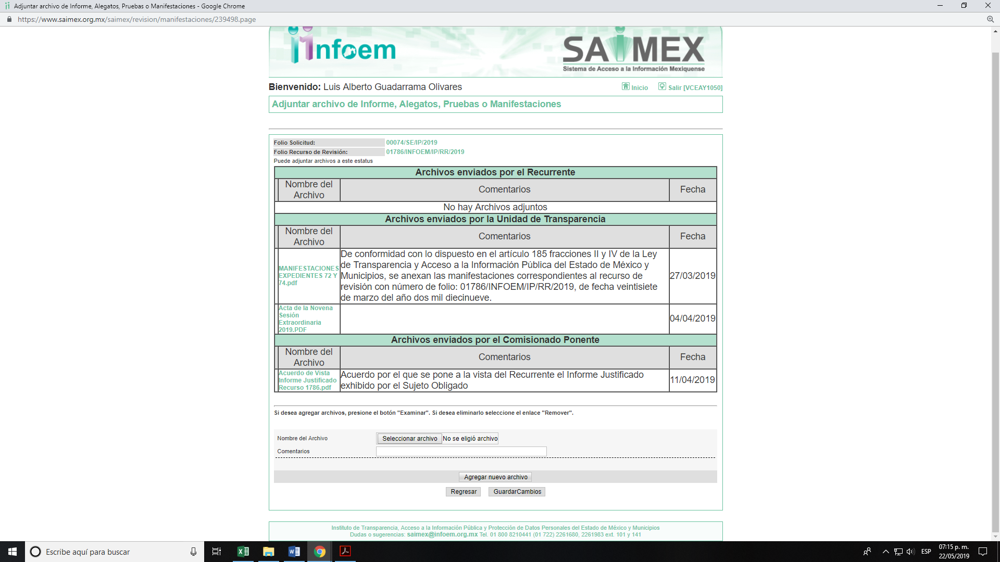 Adjuntar archivo de Informe, Alegatos, Pruebas o Manifestaciones - Google Chrome
https://www.saimex.org.mx/saimex/revision/manifestaciones/239498.page
infoem
SAIMEX
Sistema de Acceso a la Información Mexiquense
Bienvenido: Luis Alberto Guadarrama Olivares
Inicio
Salir [VCEAY1050]
Adjuntar archivo de Informe, Alegatos, Pruebas o Manifestaciones
Folio Solicitud: 00074/SE/IP/2019
Folio Recurso de Revisión: 01786/INFOEM/IP/RR/2019
Puede adjuntar archivos a este estatus
Archivos enviados por el Recurrente
Nombre del
Archivo
Comentarios
Fecha
No hay Archivos adjuntos
Archivos enviados por la Unidad de Transparencia
Nombre del
Archivo
Comentarios
Fecha
MANIFESTACIONES
EXPEDIENTES 72 Y
74.pdf
De conformidad con lo dispuesto en el artículo 185 fracciones II y IV de la Ley
de Transparencia y Acceso a la Información Pública del Estado de México y
Municipios, se anexan las manifestaciones correspondientes al recurso de
revisión con número de folio: 01786/INFOEM/IP/RR/2019, de fecha veintisiete
de marzo del año dos mil diecinueve.
27/03/2019
Acta de la Novena
Sesión
Extraordinaria
2019.PDF
04/04/2019
Archivos enviados por el Comisionado Ponente
Nombre del
Archivo
Comentarios
Fecha
Acuerdo de Vista
Informe Justificado
Recurso 1786.pdf
Acuerdo por el que se pone a la vista del Recurrente el Informe Justificado
exhibido por el Sujeto Obligado
11/04/2019
Si desea agregar archivos, presione el botón "Examinar". Si desea eliminarlo seleccione el enlace "Remover".
Nombre del Archivo
Seleccionar archivo No se eligió archivo
Comentarios
Agregar nuevo archivo
Regresar
GuardarCambios
Instituto de Transparencia, Acceso a la Información Pública y Protección de Datos Personales del Estado de México y Municipios
Dudas o sugerencias: saimex@infoem.org.mx Tel. 01 800 8210441 (01 722) 2261680, 2261983 ext. 101 y 141
Escribe aquí para buscar
ESP
07:15 p. m.
22/05/2019